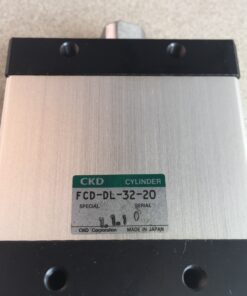 CKD CYLINDER
FCD-DL-32-20
SPECIAL SERIAL
CKD Corporation MADE IN JAPAN